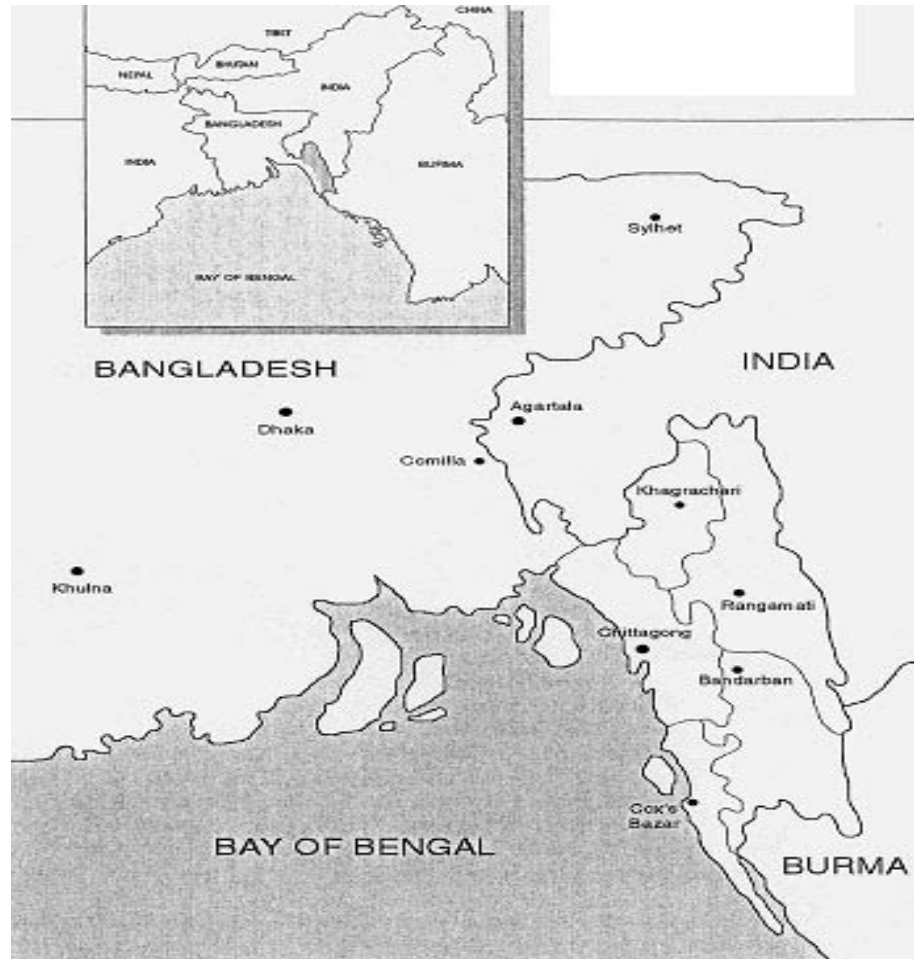 CHINA
TIBET
BHUTAN
NEPAL
INDIA
BANGLADESH
INDIA
BURMA
BAY OF BENGAL
Sylhet
BANGLADESH
INDIA
Agartala
Dhaka
Comilla
Khagrachari
Khulna
Rangamati
Chittagong
Bandarban
Cox's
Bazar
BAY OF BENGAL
BURMA